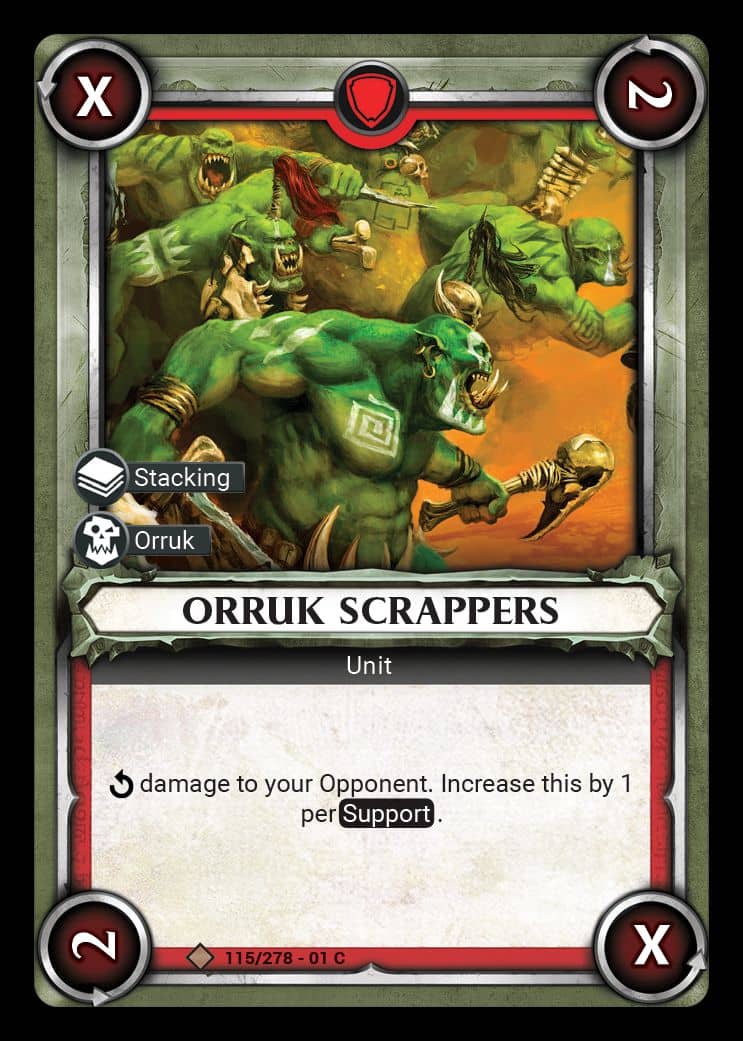 X
2
Stacking
Orruk
ORRUK SCRAPPERS
Unit
damage to your Opponent. Increase this by 1
per Support.
2
115/278 - 01 C
X